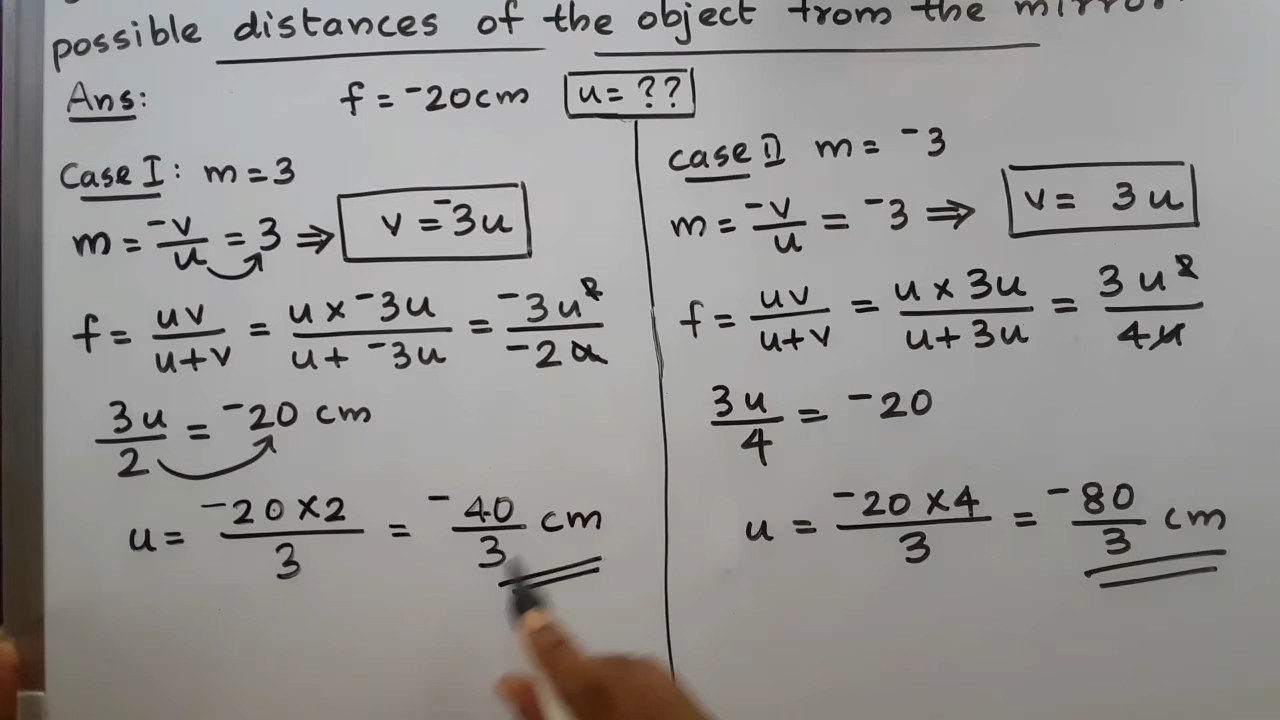 possible distances of the object from the mirror
Ans: f = -20cm u = ??
Case I: m = 3
m = -v/u = 3 ⇒ v = -3u
f = uv/u+v = u × -3u/u + -3u = -3u²/-2u
3u/2 = -20 cm
u = -20×2/3 = -40/3 cm
case II m = -3
m = -v/u = -3 ⇒ v = 3u
f = uv/u+v = u × 3u/u+3u = 3u²/4u
3u/4 = -20
u = -20×4/3 = -80/3 cm